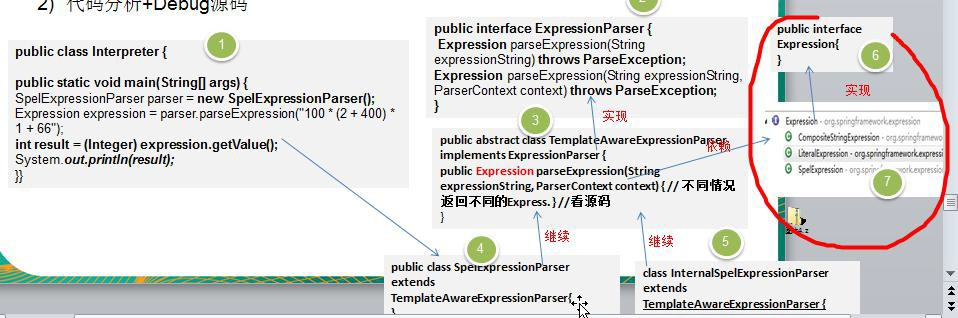 2) 代码分析+Debug源码
1
public class Interpreter {
public static void main(String[] args) {
SpelExpressionParser parser = new SpelExpressionParser();
Expression expression = parser.parseExpression("100 * (2 + 400) *
1 + 66");
int result = (Integer) expression.getValue();
System.out.println(result);
}}
2
public interface ExpressionParser {
Expression parseExpression(String
expressionString) throws ParseException;
Expression parseExpression(String expressionString,
ParserContext context) throws ParseException;
}
实现
3
public abstract class TemplateAwareExpressionParser
implements ExpressionParser {
public Expression parseExpression(String
expressionString, ParserContext context) { // 不同情况
返回不同的Express. } //看源码
}
依赖
继续
继续
4
public class SpelExpressionParser
extends
TemplateAwareExpressionParser{
}
5
class InternalSpelExpressionParser
extends
TemplateAwareExpressionParser {
public interface
Expression{
}
6
实现
Expression - org.springframework.expression
CompositeStringExpression - org.springframework
LiteralExpression - org.springframework.expressi
SpelExpression - org.springframework.expression
7